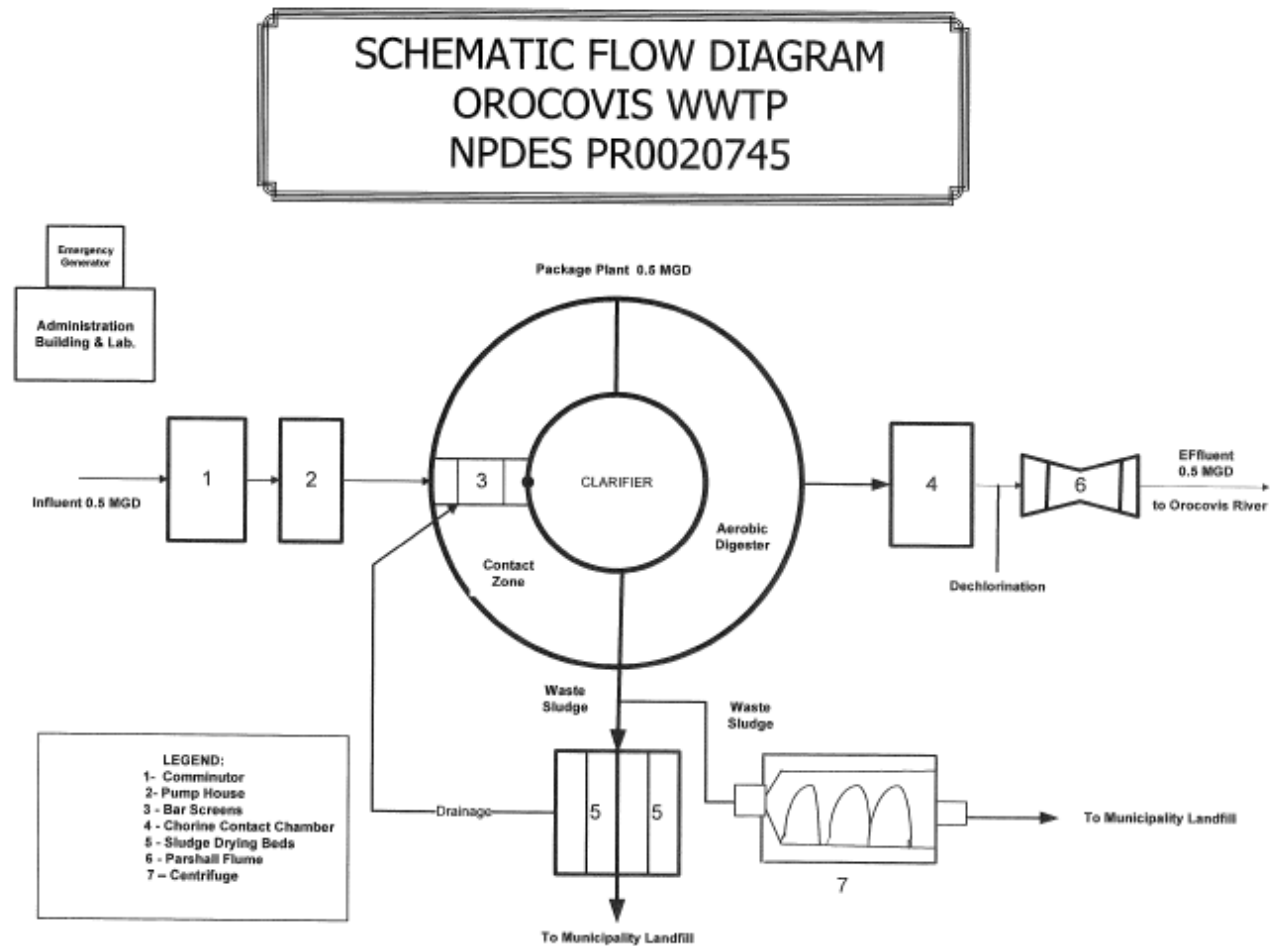 SCHEMATIC FLOW DIAGRAM
OROCOVIS WWTP
NPDES PR0020745
Emergency
Generator
Administration
Building & Lab.
Package Plant 0.5 MGD
Influent 0.5 MGD
1
2
3
CLARIFIER
Contact
Zone
Aerobic
Digester
4
Dechlorination
6
EFfluent
0.5 MGD
to Orocovis River
Waste
Sludge
Waste
Sludge
Drainage
5
5
7
To Municipality Landfill
To Municipality Landfill
LEGEND:
1- Comminutor
2- Pump House
3 - Bar Screens
4 - Chorine Contact Chamber
5 - Sludge Drying Beds
6 - Parshall Flume
7 – Centrifuge